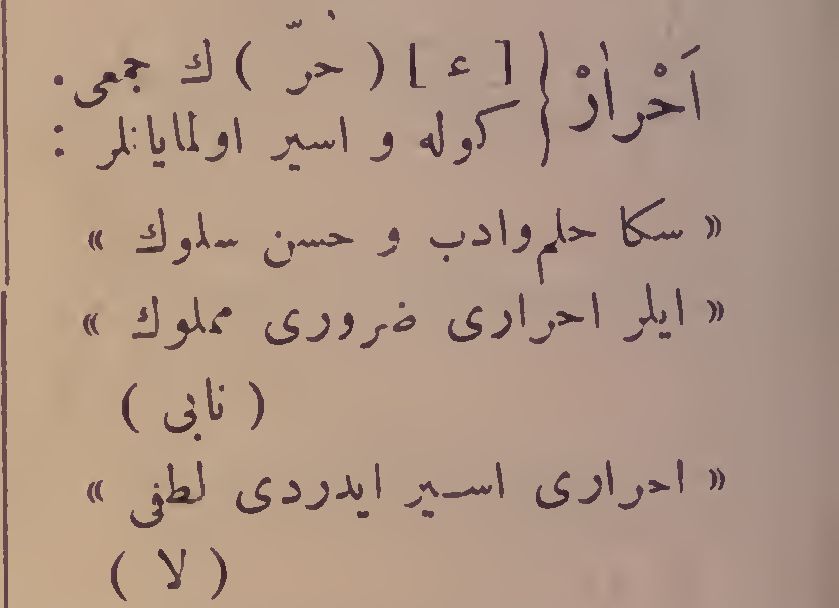 اَحْرارْ { [ ع ] ( حُرّ ) ك جمعی .
كوله و اسیر اولمایانلر :
« سكا حلم وادب و حسن سلوك »
« ایلر احراری ضروری مملوك »
( نابی )
« احراری اسیر ایدردی لطفی »
( لا )